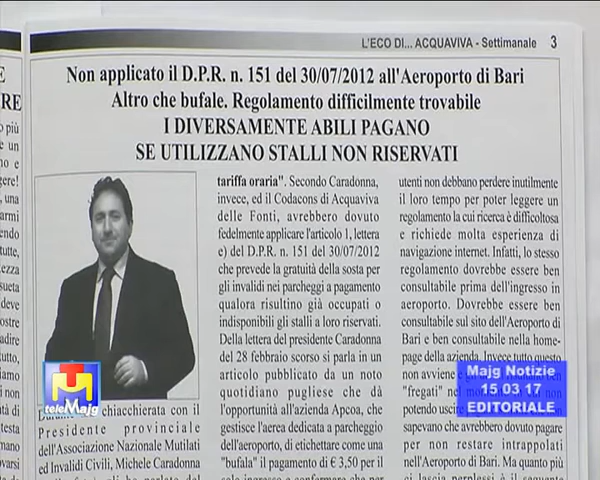 L'ECO DI... ACQUAVIVA - Settimanale 3
Non applicato il D.P.R. n. 151 del 30/07/2012 all'Aeroporto di Bari
Altro che bufale. Regolamento difficilmente trovabile
I DIVERSAMENTE ABILI PAGANO
SE UTILIZZANO STALLI NON RISERVATI
chiacchierata con il
Presidente provinciale
dell'Associazione Nazionale Mutilati
ed Invalidi Civili, Michele Caradonna
tariffa oraria". Secondo Caradonna,
invece, ed il Codacons di Acquaviva
delle Fonti, avrebbero dovuto
fedelmente applicare l'articolo 1, lettera
e) del D.P.R. n. 151 del 30/07/2012
che prevede la gratuità della sosta per
gli invalidi nei parcheggi a pagamento
qualora risultino già occupati o
indisponibili gli stalli a loro riservati.
Della lettera del presidente Caradonna
del 28 febbraio scorso si parla in un
articolo pubblicato da un noto
quotidiano pugliese che dà
l'opportunità all'azienda Apcoa, che
gestisce l'aerea dedicata a parcheggio
dell'aeroporto, di etichettare come una
"bufala" il pagamento di € 3,50 per il
utenti non debbano perdere inutilmente
il loro tempo per poter leggere un
regolamento la cui ricerca è difficoltosa
e richiede molta esperienza di
navigazione internet. Infatti, lo stesso
regolamento dovrebbe essere ben
consultabile prima dell'ingresso in
aeroporto. Dovrebbe essere ben
consultabile sul sito dell'Aeroporto di
Bari e ben consultabile nella home-
page della azienda. Invece tutto questo
non avviene e
"fregati" nel
potendo usci
sapevano che avrebbero dovuto pagare
per non restare intrappolati
nell'Aeroporto di Bari. Ma quanto più
teleMajg
Majg Notizie
15 03 17
EDITORIALE